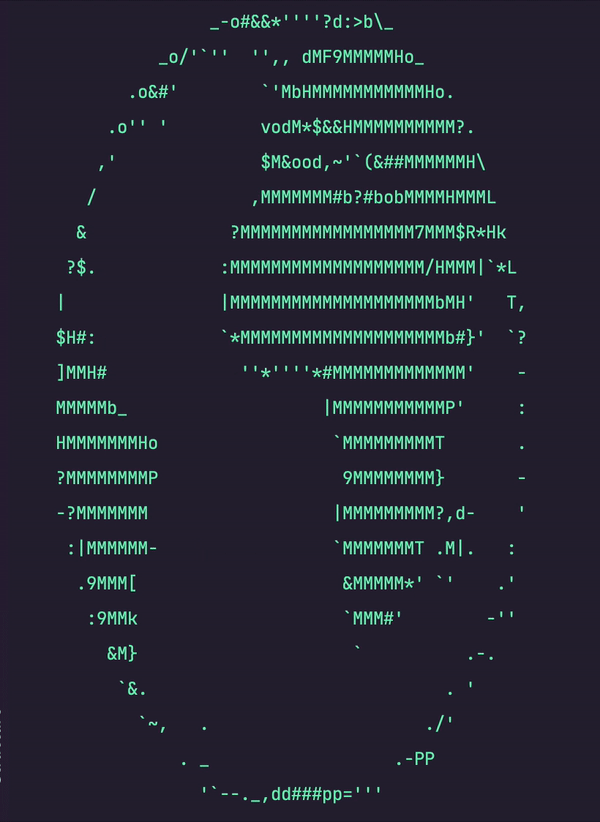 _-o#&&*''''?d:>b\_
_o/'`''  '',, dMF9MMMMMHo_
.o&#'        `'MbHMMMMMMMMMMMHo.
.o'' '         vodM*$&&HMMMMMMMMMM?.
,'              $M&ood,~'`(&##MMMMMMH\
/               ,MMMMMMM#b?#bobMMMMHMMML
&              ?MMMMMMMMMMMMMMMMM7MMM$R*Hk
?$.            :MMMMMMMMMMMMMMMMMMM/HMMM|`*L
|               |MMMMMMMMMMMMMMMMMMMMbMH'   T,
$H#:            `*MMMMMMMMMMMMMMMMMMMMb#}'  `?
]MMH#             ''*''''*#MMMMMMMMMMMMM'    -
MMMMMb_                   |MMMMMMMMMMMP'     :
HMMMMMMMHo                 `MMMMMMMMMT       .
?MMMMMMMMP                  9MMMMMMMM}       -
-?MMMMMMM                  |MMMMMMMMM?,d-    '
:|MMMMMM-                 `MMMMMMMT .M|.   :
.9MMM[                    &MMMMM*' `'    .'
:9MMk                    `MMM#'        -''
&M}                     `          .-.
`&.                             . '
`~,   .                     ./'
. _                  .-PP
'`--._,dd###pp='''